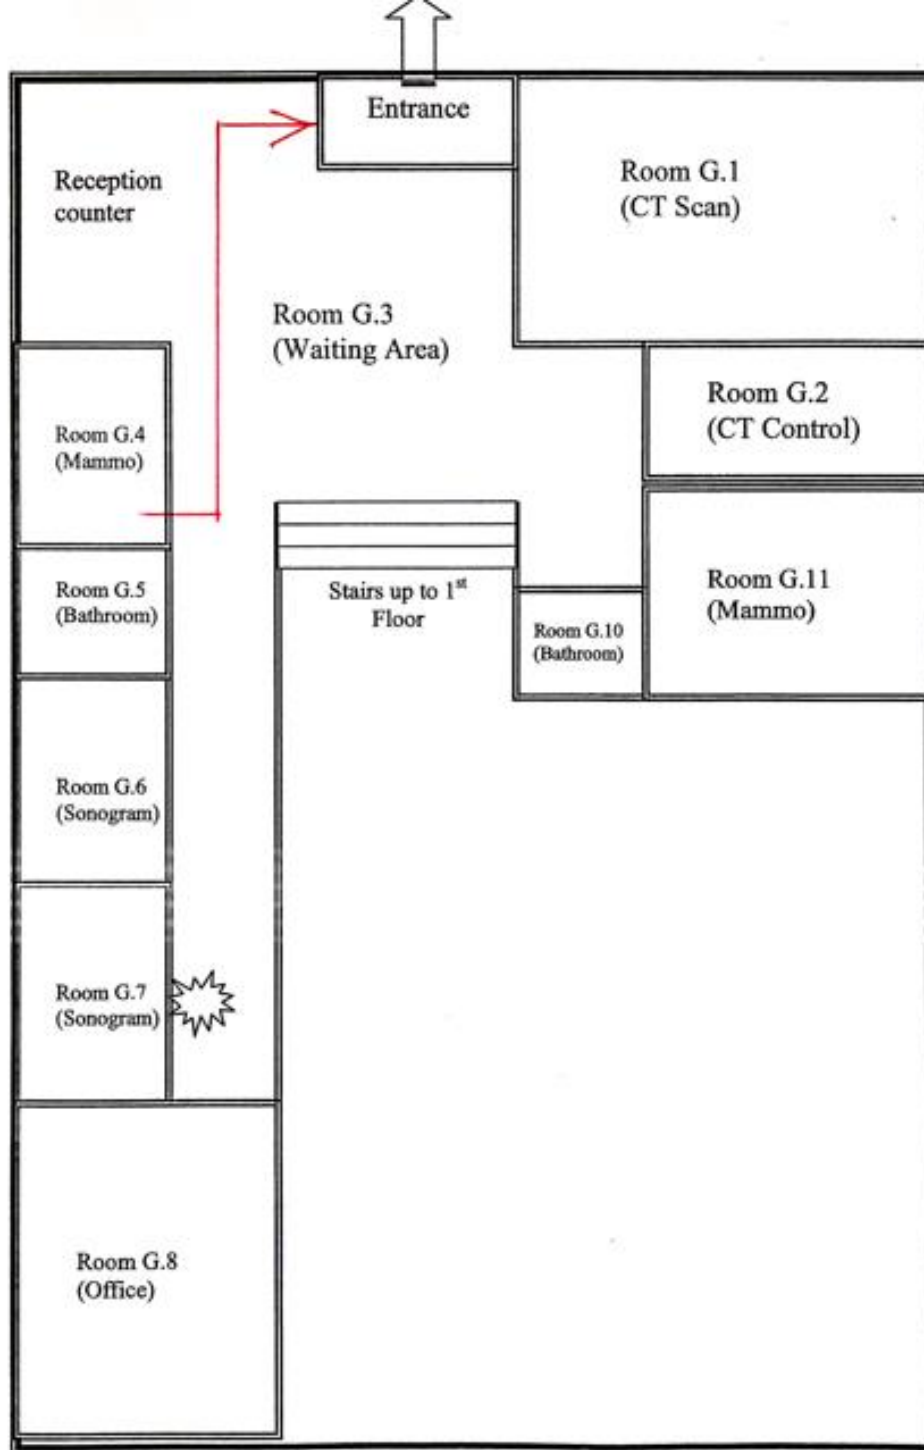 Entrance
Reception
counter
Room G.1
(CT Scan)
Room G.3
(Waiting Area)
Room G.2
(CT Control)
Room G.4
(Mammo)
Room G.11
(Mammo)
Stairs up to 1st
Floor
Room G.5
(Bathroom)
Room G.10
(Bathroom)
Room G.6
(Sonogram)
Room G.7
(Sonogram)
Room G.8
(Office)